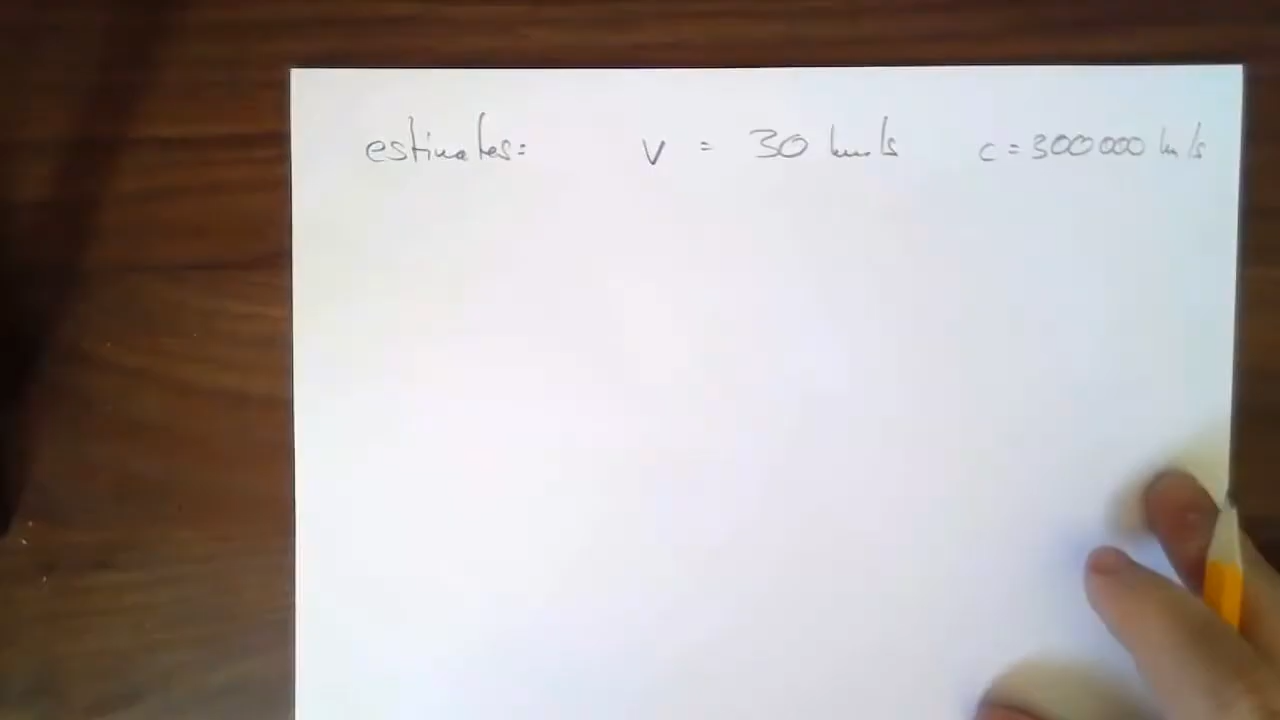 estimates: v = 30 km/s c = 300 000 km/s